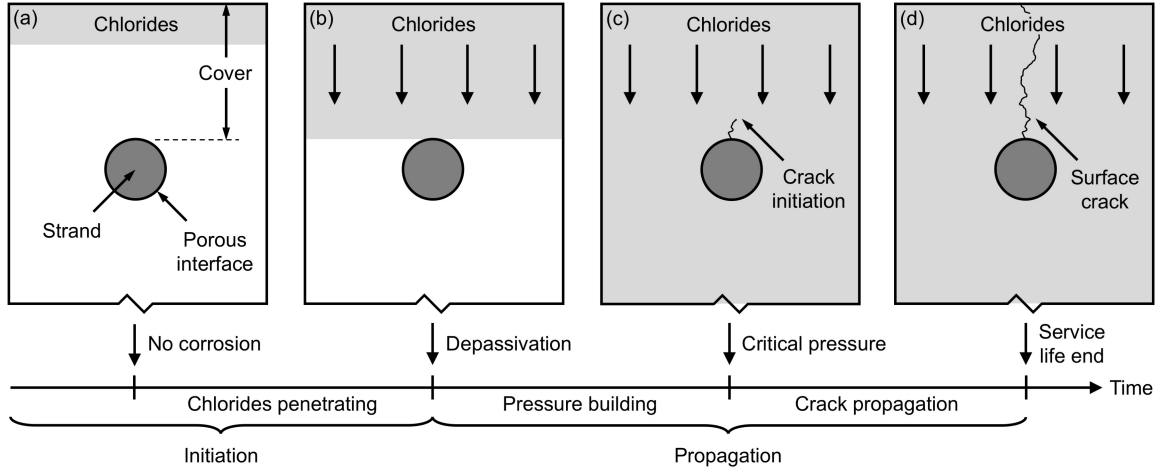 (a)
Chlorides
Cover
Strand
Porous
interface
(b)
Chlorides
(c)
Chlorides
Crack
initiation
(d)
Chlorides
Surface
crack
No corrosion
Depassivation
Critical pressure
Service
life end
Time
Chlorides penetrating
Pressure building
Crack propagation
Initiation
Propagation